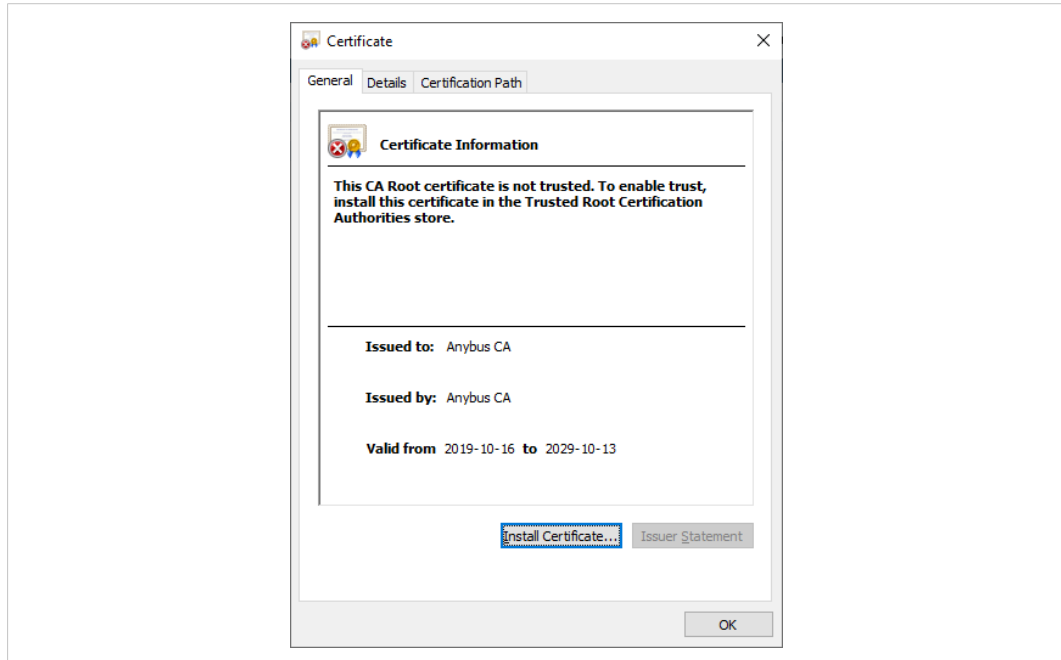 Certificate
General Details Certification Path
Certificate Information
This CA Root certificate is not trusted. To enable trust,
install this certificate in the Trusted Root Certification
Authorities store.
Issued to: Anybus CA
Issued by: Anybus CA
Valid from 2019-10-16 to 2029-10-13
Install Certificate... Issuer Statement
OK